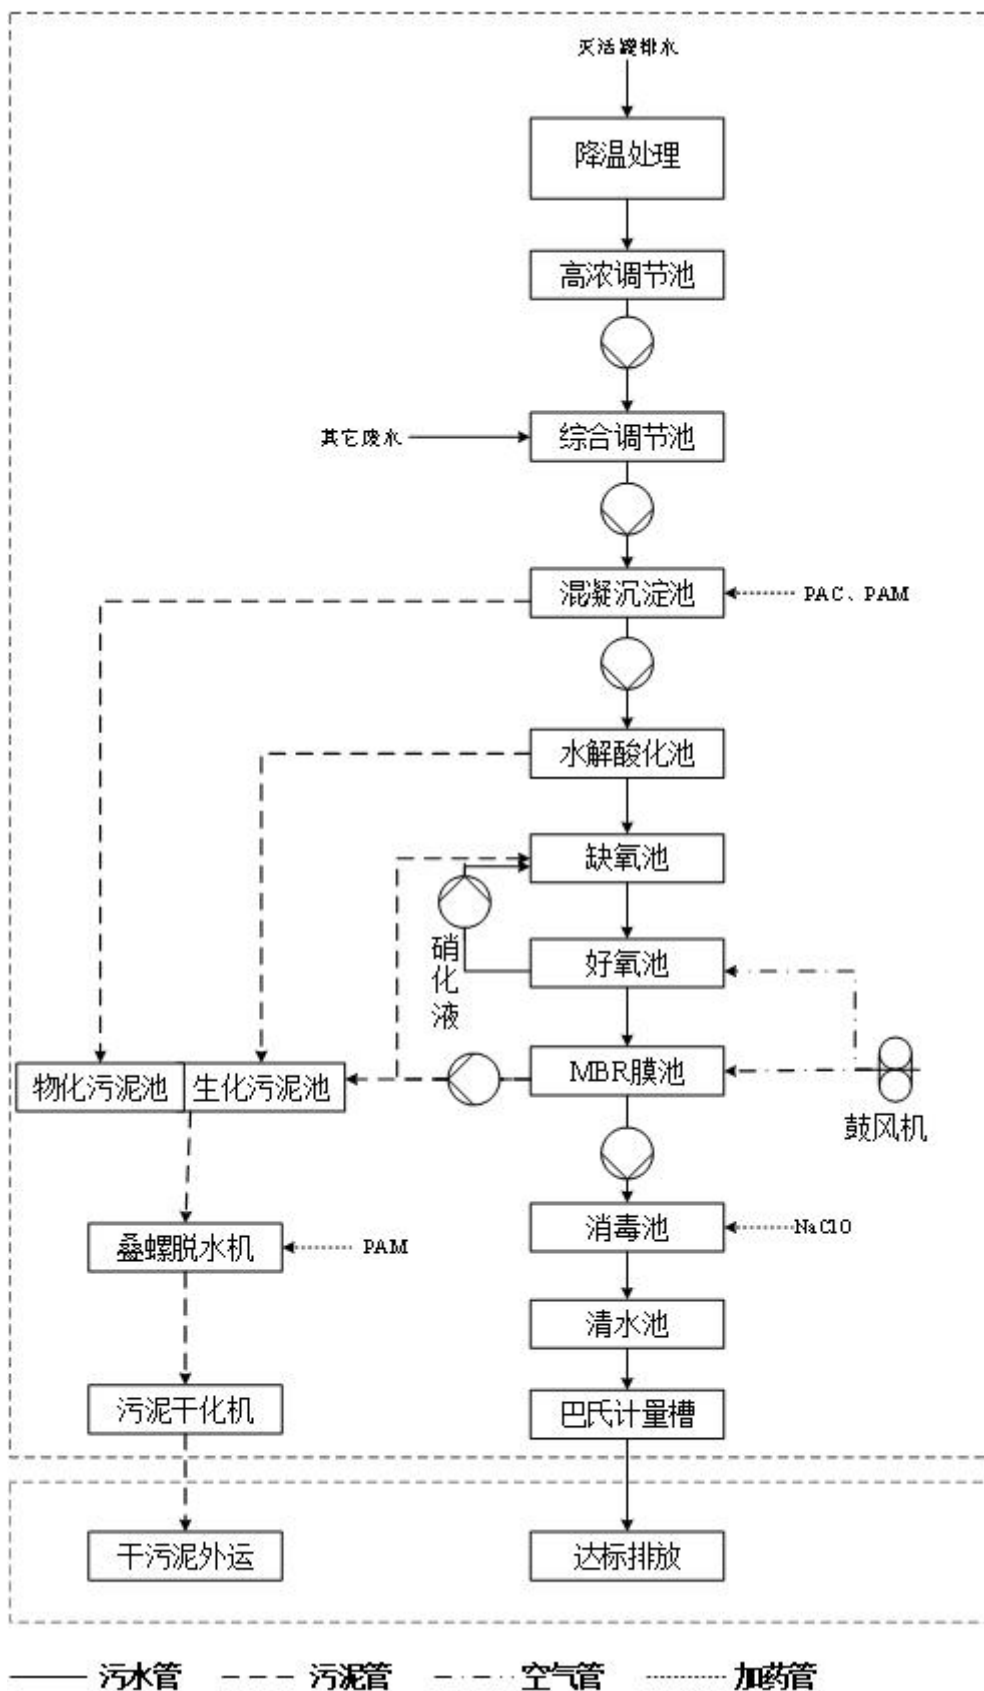 灭活罐排水
降温处理
高浓调节池
其它废水
综合调节池
混凝沉淀池
PAC、PAM
水解酸化池
缺氧池
硝化液
好氧池
物化污泥池
生化污泥池
MBR膜池
鼓风机
叠螺脱水机
PAM
消毒池
NaClO
清水池
污泥干化机
巴氏计量槽
干污泥外运
达标排放
污水管 污泥管 空气管 加药管